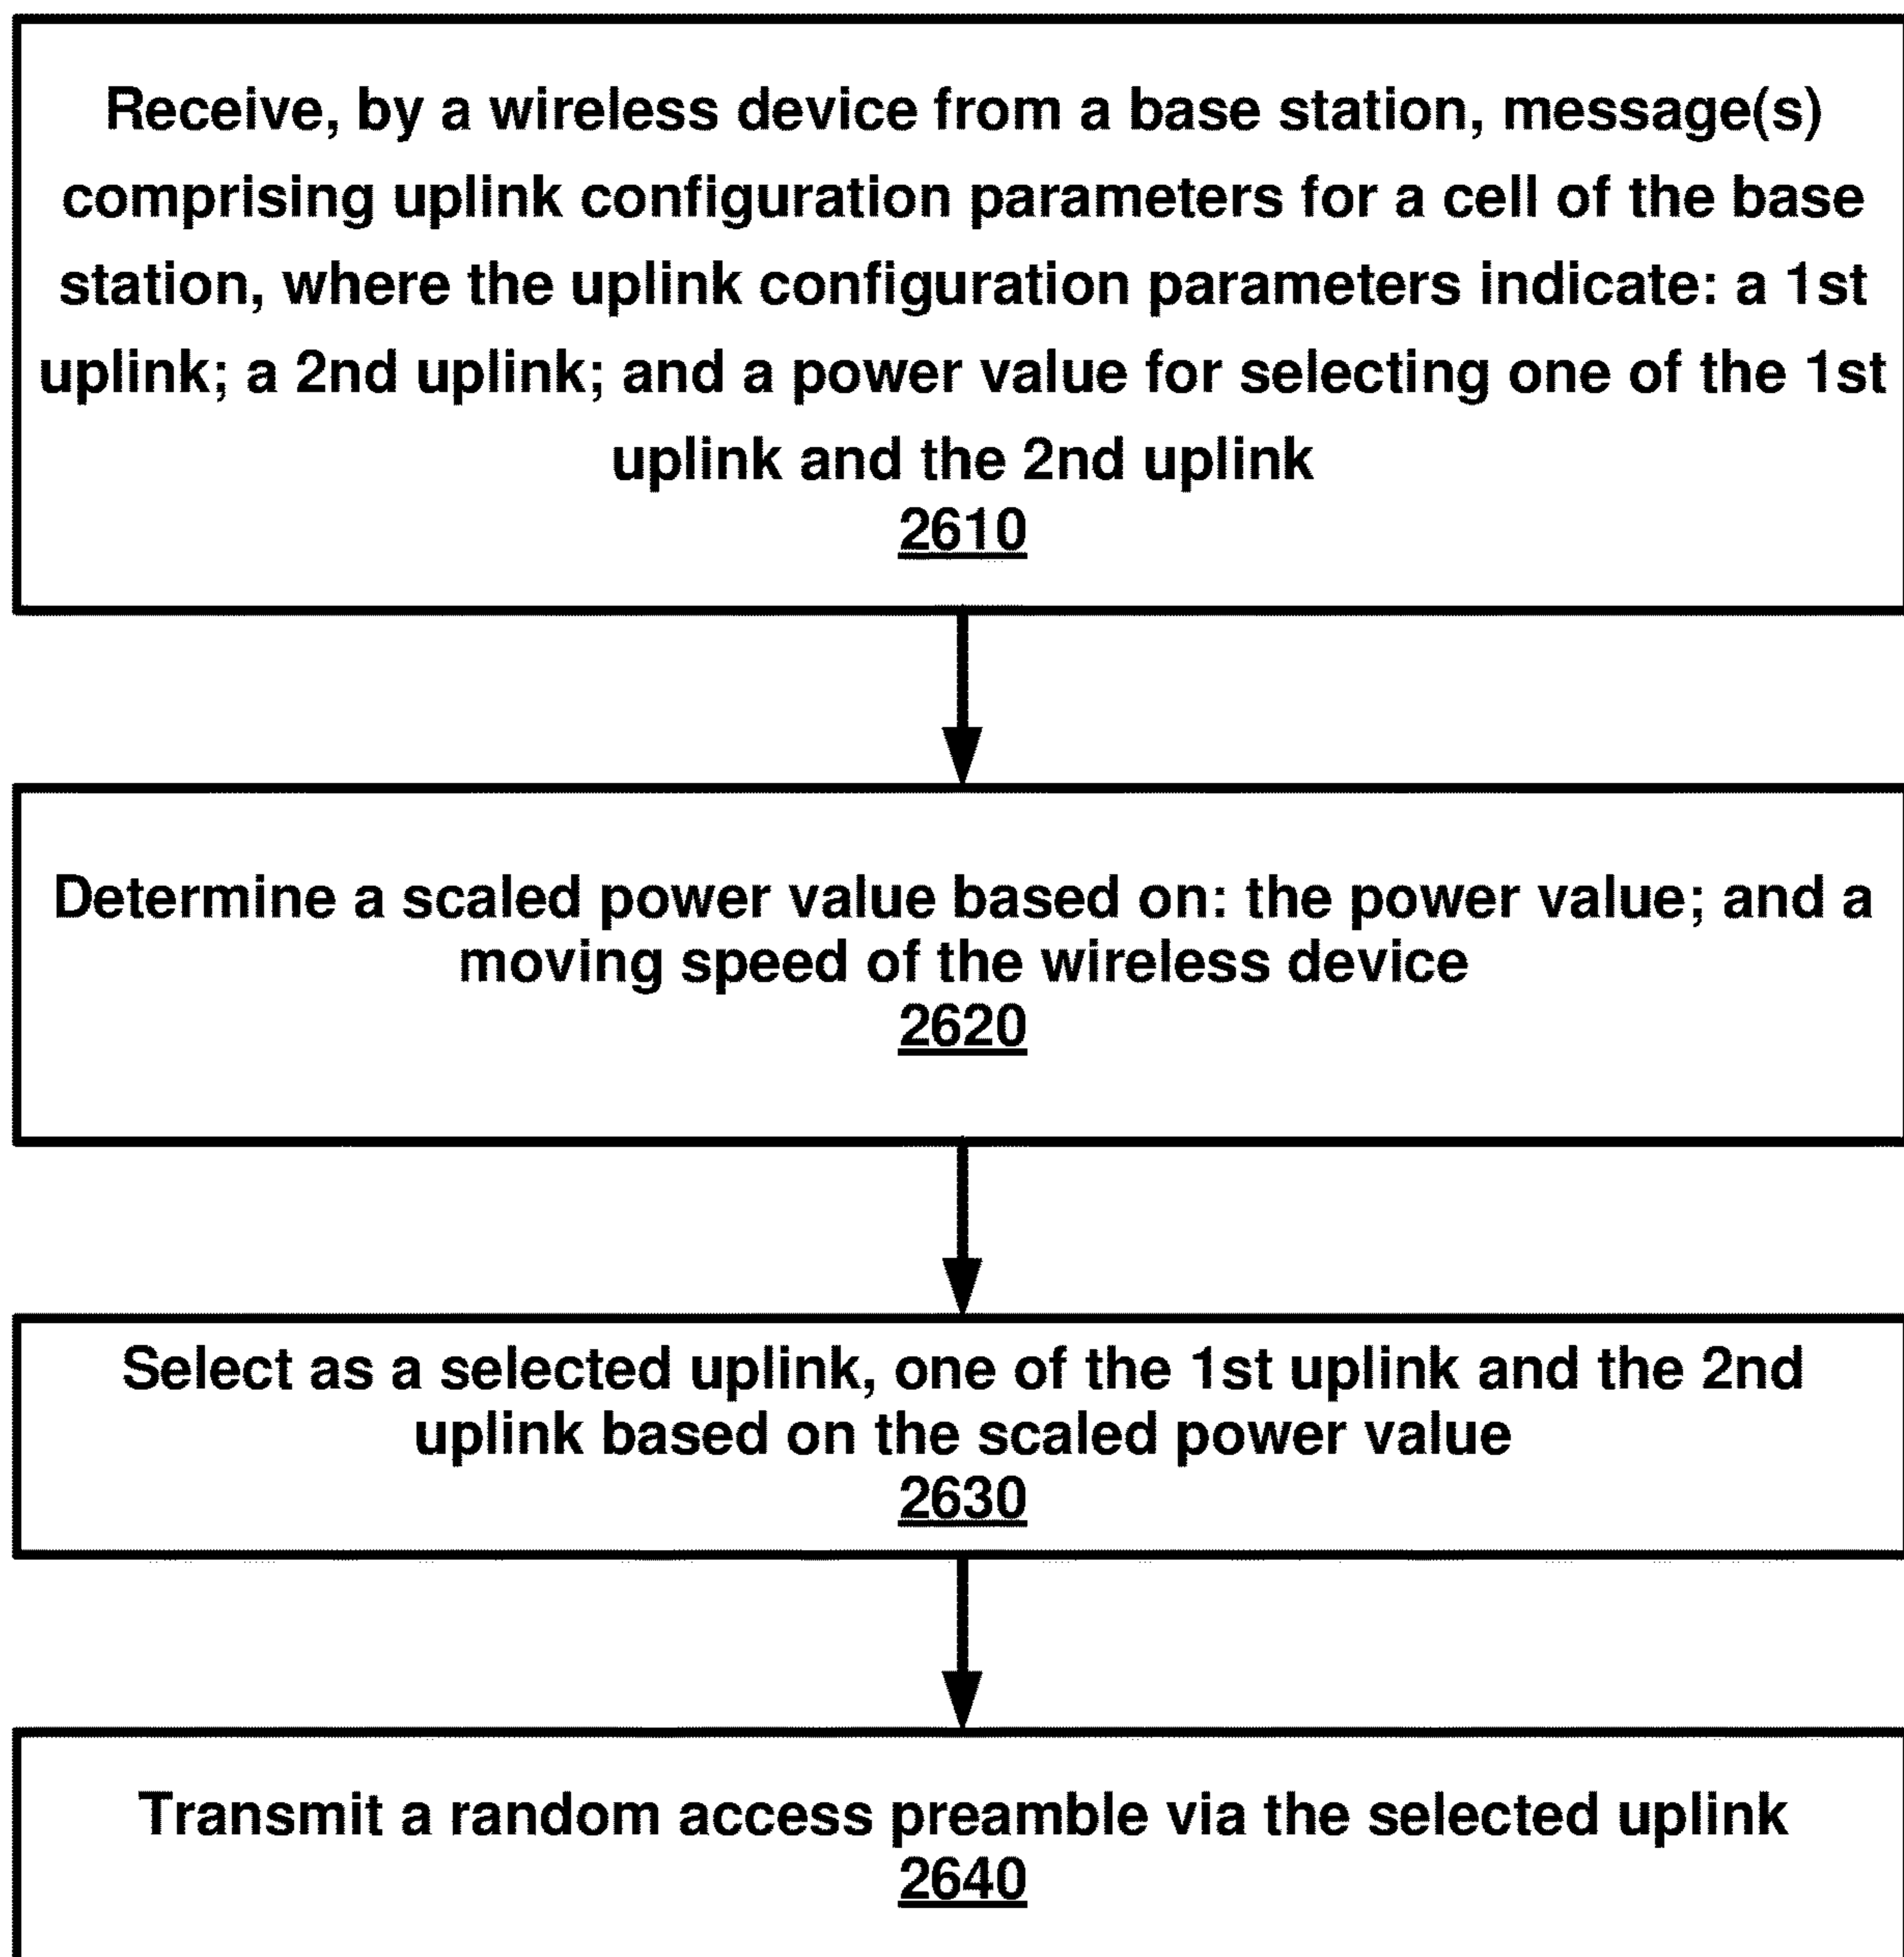 Receive, by a wireless device from a base station, message(s)
comprising uplink configuration parameters for a cell of the base
station, where the uplink configuration parameters indicate: a 1st
uplink; a 2nd uplink; and a power value for selecting one of the 1st
uplink and the 2nd uplink
2610
Determine a scaled power value based on: the power value; and a
moving speed of the wireless device
2620
Select as a selected uplink, one of the 1st uplink and the 2nd
uplink based on the scaled power value
2630
Transmit a random access preamble via the selected uplink
2640